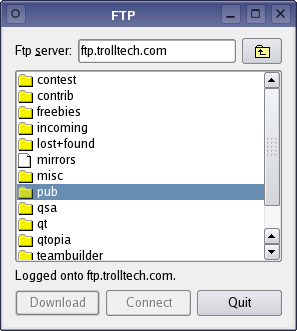 FTP
Ftp server: ftp.trolltech.com
contest
contrib
freebies
incoming
lost+found
mirrors
misc
pub
qsa
qt
qtopia
teambuilder
Logged onto ftp.trolltech.com.
Download Connect Quit